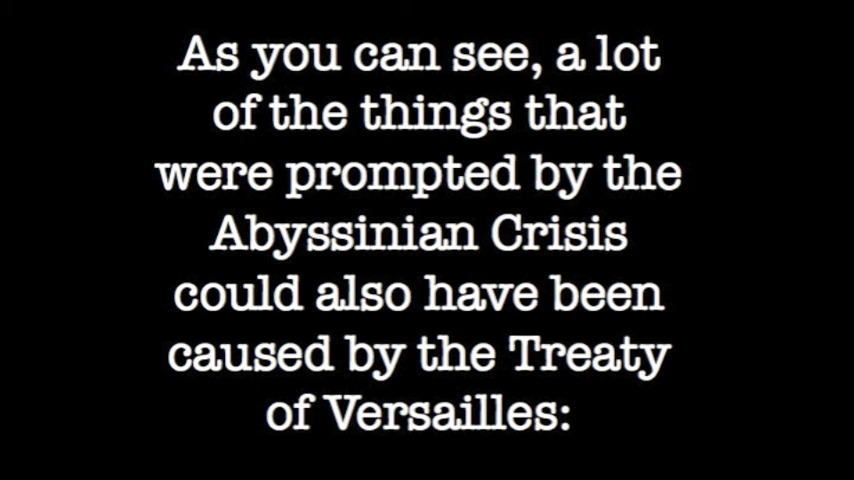 As you can see, a lot
of the things that
were prompted by the
Abyssinian Crisis
could also have been
caused by the Treaty
of Versailles: